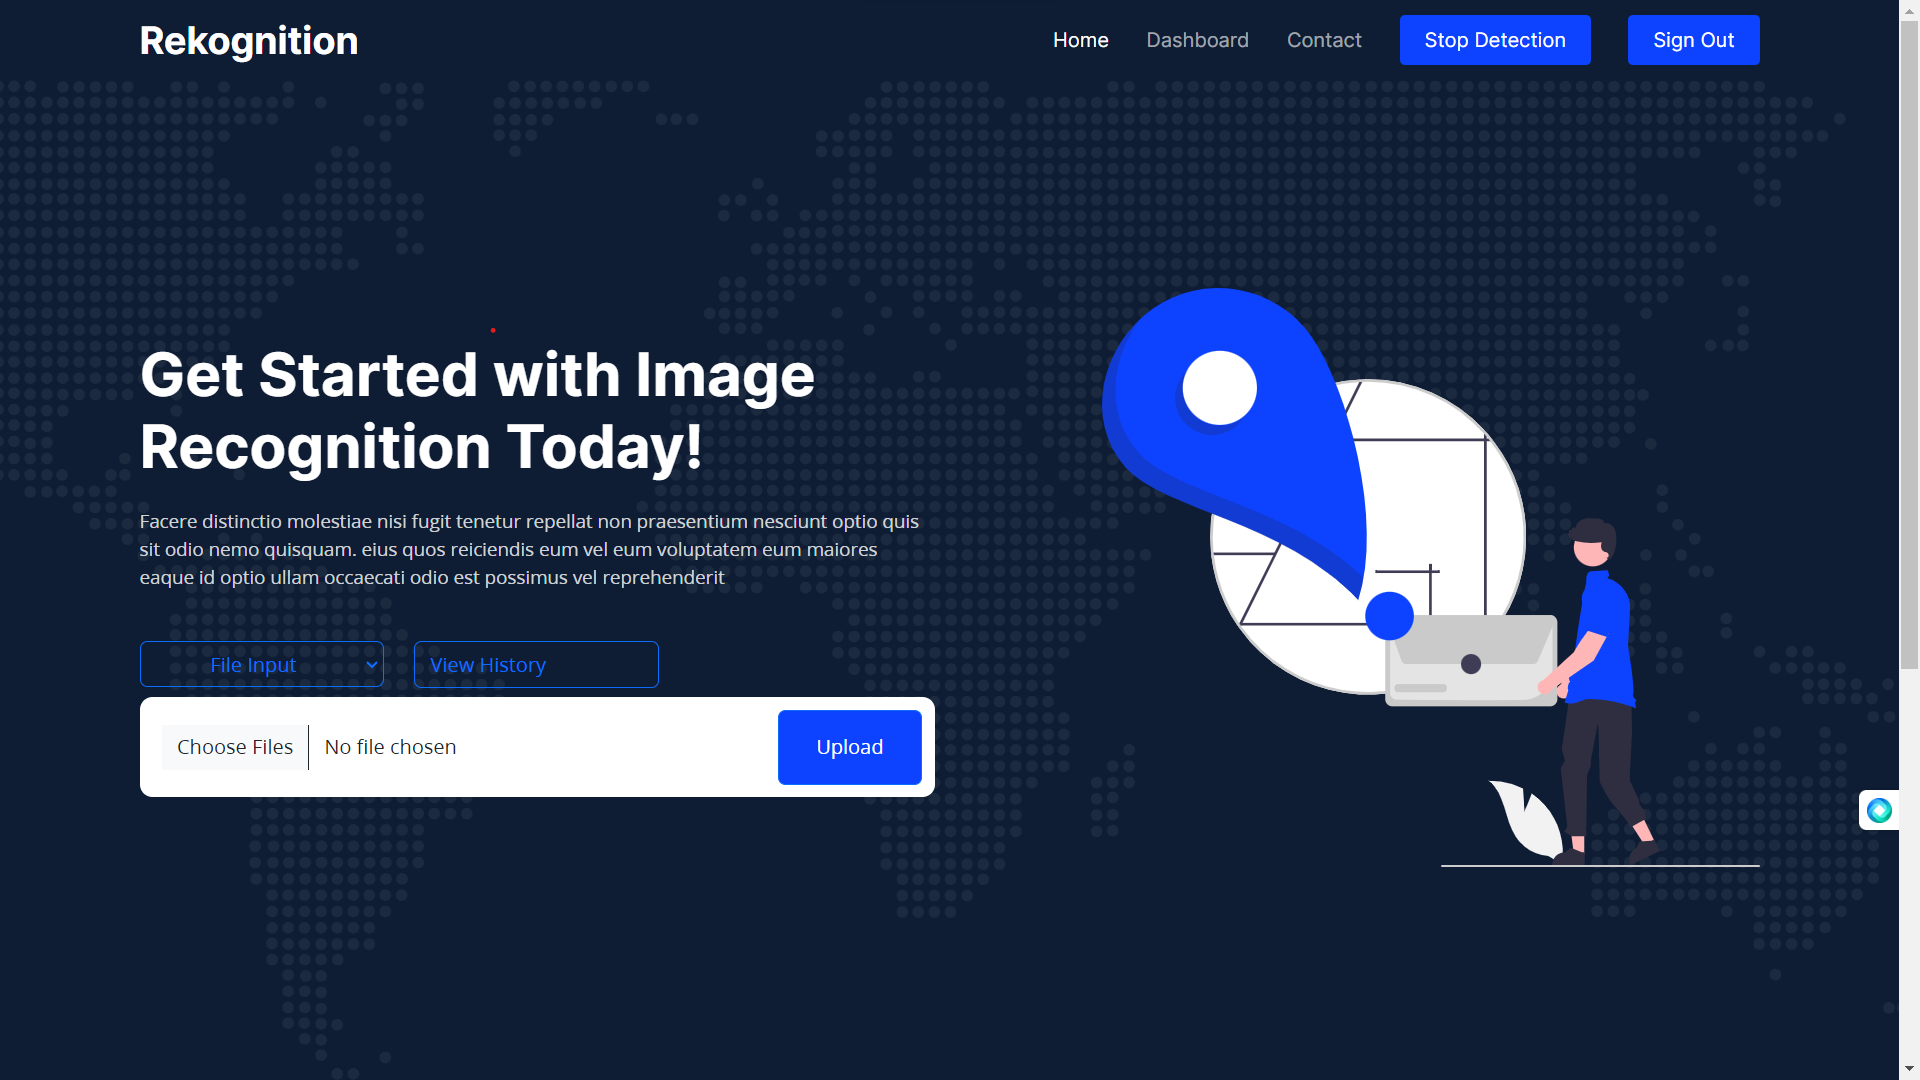 Rekognition
Home
Dashboard
Contact
Stop Detection
Sign Out
Get Started with Image
Recognition Today!
Facere distinctio molestiae nisi fugit tenetur repellat non praesentium nesciunt optio quis
sit odio nemo quisquam. eius quos reiciendis eum vel eum voluptatem eum maiores
eaque id optio ullam occaecati odio est possimus vel reprehenderit
File Input
View History
Choose Files
No file chosen
Upload